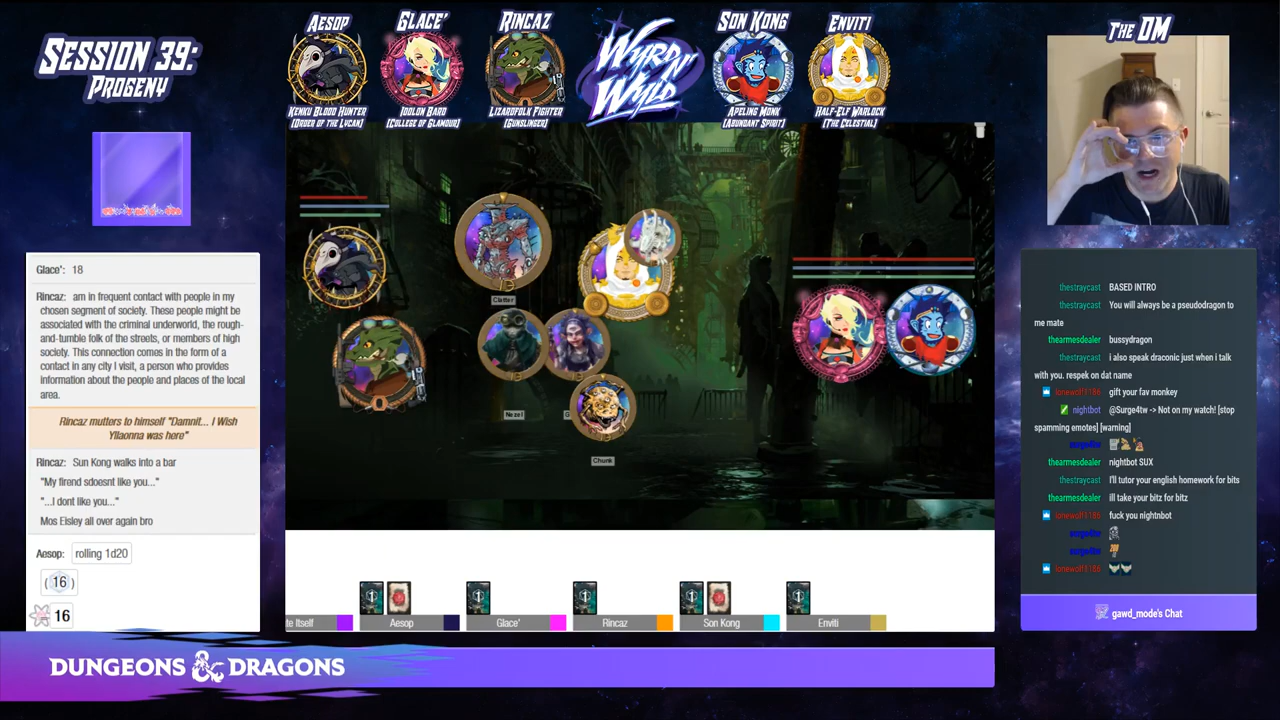 SESSION 39:
PROGENY
AESOP
KENKU BLOOD HUNTER
[ORDER OF THE LYCAN]
GLACE'
IDOLON BARD
[COLLEGE OF GLAMOUR]
RINCAZ
LIZARDFOLK FIGHTER
[GUNSLINGER]
WYRD N'
WYLD
SON KONG
APELING MONK
[ABUNDANT SPIRIT]
ENVITI
HALF-ELF WARLOCK
[THE CELESTIAL]
THE DM
Glace': 18
Rincaz: am in frequent contact with people in my
chosen segment of society. These people might be
associated with the criminal underworld, the rough-
and-tumble folk of the streets, or members of high
society. This connection comes in the form of a
contact in any city I visit, a person who provides
information about the people and places of the local
area.
Rincaz mutters to himself "Damnit... I Wish
Yllaonna was here"
Rincaz: Sun Kong walks into a bar
"My firend sdoesnt like you..."
"...I dont like you..."
Mos Eisley all over again bro
Aesop: rolling 1d20
(16)
16
Clatter
Nezel
G
Chunk
te Itself
Aesop
Glace'
Rincaz
Son Kong
Enviti
1
1
1
1
1
thestraycast BASED INTRO
thestraycast You will always be a pseudodragon to
me mate
thearmesdealer bussydragon
thestraycast i also speak draconic just when i talk
with you. respek on dat name
lonewolf1186 gift your fav monkey
nightbot @Surge4tw -> Not on my watch! [stop
spamming emotes] [warning]
surge4tw
thearmesdealer nightbot SUX
thestraycast I'll tutor your english homework for bits
thearmesdealer ill take your bitz for bitz
lonewolf1186 fuck you nightnbot
surge4tw
surge4tw
lonewolf1186
gawd_mode's Chat
DUNGEONS & DRAGONS